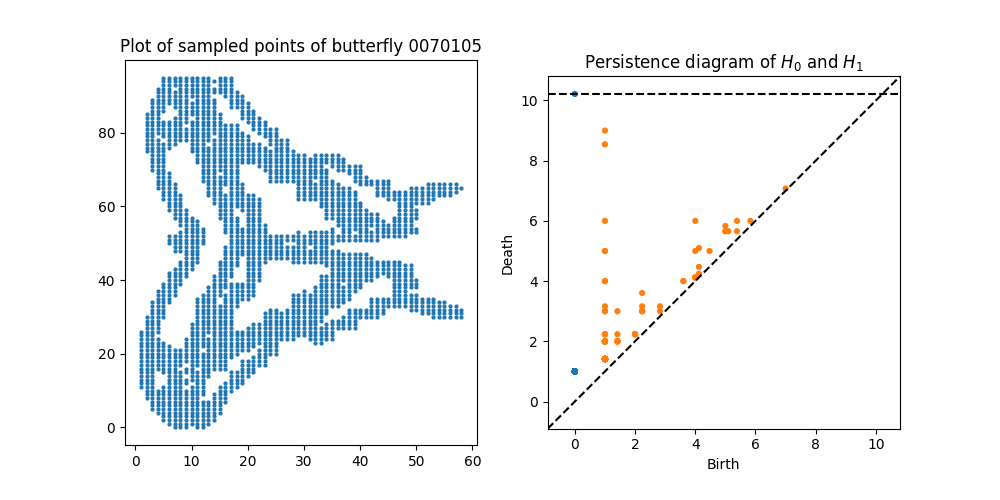 Plot of sampled points of butterfly 0070105
80
60
40
20
0
0 10 20 30 40 50 60
Persistence diagram of H₀ and H₁
10
8
6
4
2
0
0 2 4 6 8 10
Death
Birth